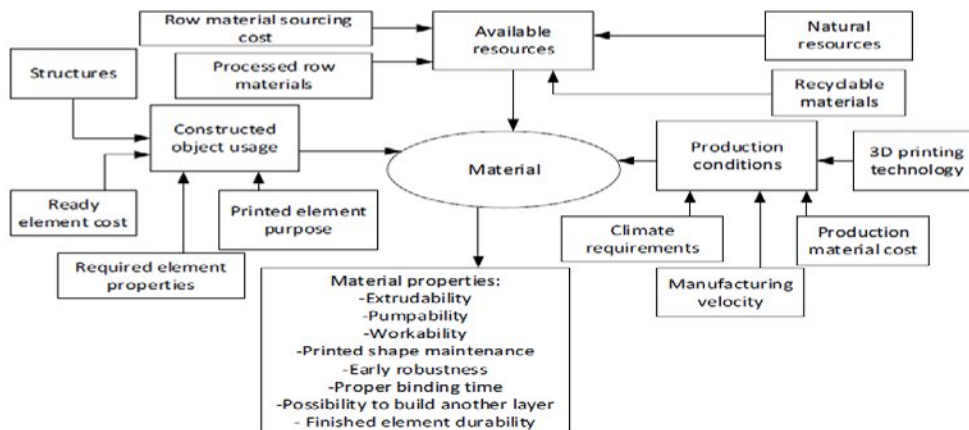 Row material sourcing
cost
Available
resources
Natural
resources
Structures
Processed row
materials
Recyclable
materials
Constructed
object usage
Production
conditions
3D printing
technology
Material
Ready
element cost
Printed element
purpose
Climate
requirements
Production
material cost
Required element
properties
Manufacturing
velocity
Material properties:
-Extrudability
-Pumpability
-Workability
-Printed shape maintenance
-Early robustness
-Proper binding time
-Possibility to build another layer
- Finished element durability